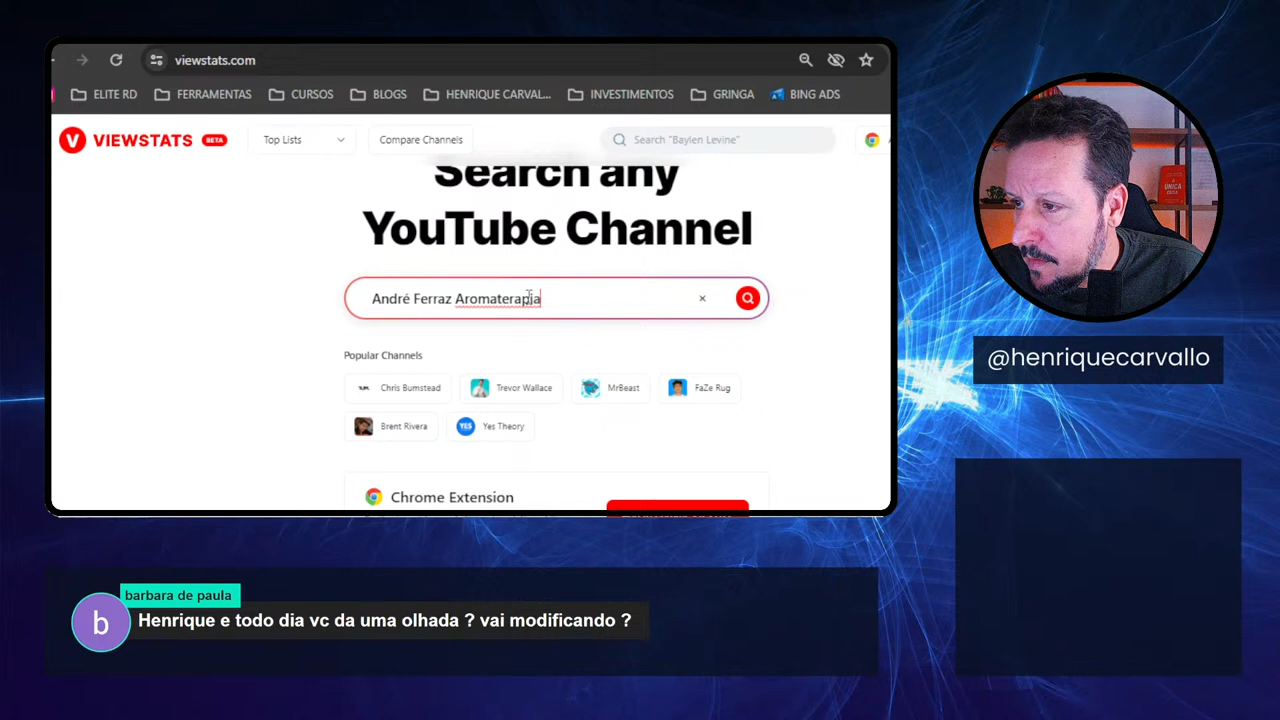 viewstats.com
ELITE RD
FERRAMENTAS
CURSOS
BLOGS
HENRIQUE CARVAL...
INVESTIMENTOS
GRINGA
BING ADS
V VIEWSTATS BETA
Top Lists
Compare Channels
Search "Baylen Levine"
Search any
YouTube Channel
André Ferraz Aromaterapia
Popular Channels
Chris Bumstead
Trevor Wallace
MrBeast
FaZe Rug
Brent Rivera
YES Yes Theory
Chrome Extension
A ÚNICA
COISA
@henriquecarvallo
barbara de paula
b
Henrique e todo dia vc da uma olhada ? vai modificando ?